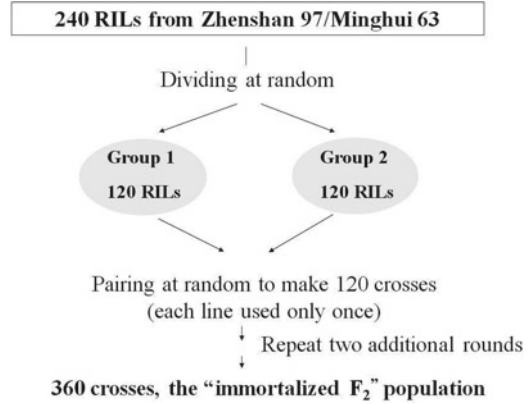 240 RILs from Zhenshan 97/Minghui 63
Dividing at random
Group 1
120 RILs
Group 2
120 RILs
Pairing at random to make 120 crosses
(each line used only once)
Repeat two additional rounds
360 crosses, the “immortalized F₂” population